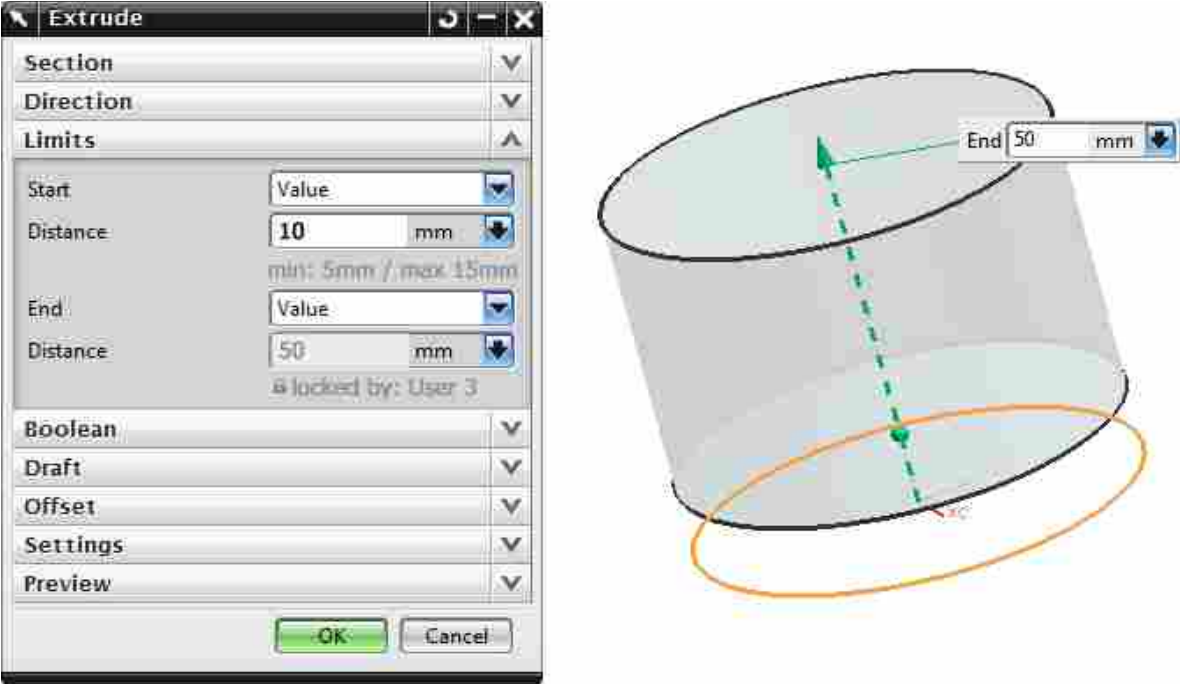 Extrude
Section
Direction
Limits
Start Value
Distance 10 mm
min: 5mm / max 15mm
End Value
Distance 50 mm
locked by: User 3
Boolean
Draft
Offset
Settings
Preview
OK Cancel
End 50 mm